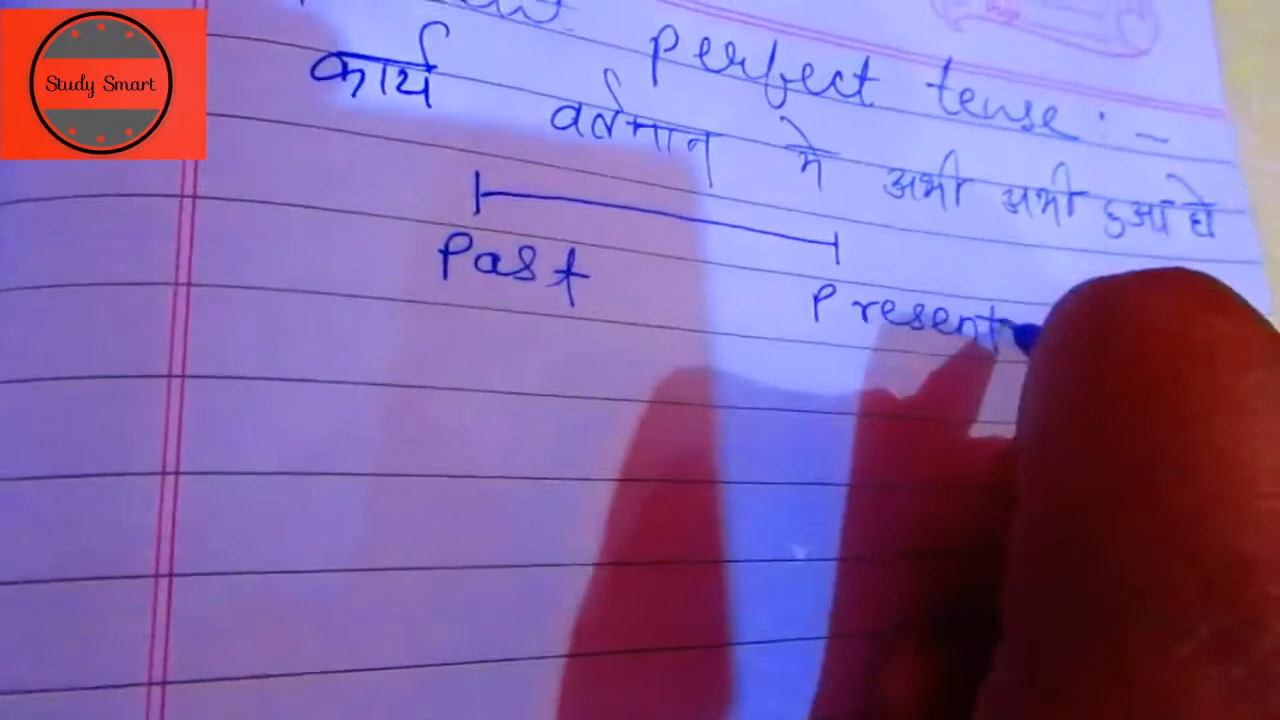 Study Smart
Perfect tense : -
कार्य वर्तमान मे अभी अभी हुआ हो
Past
Present